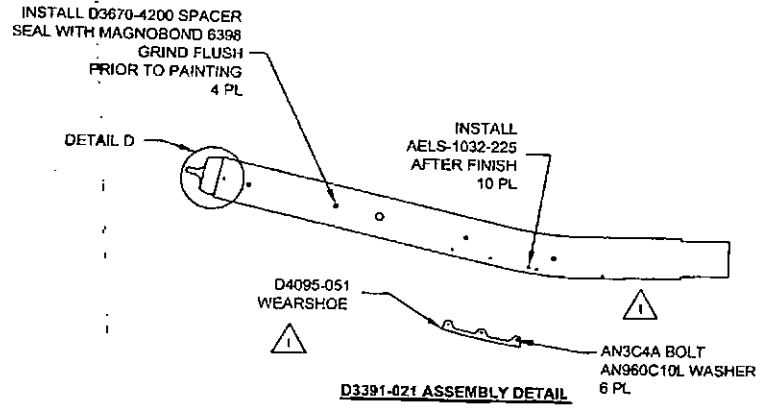 INSTALL D3670-4200 SPACER
SEAL WITH MAGNOBOND 6398
GRIND FLUSH
PRIOR TO PAINTING
4 PL
DETAIL D
INSTALL
AELS-1032-225
AFTER FINISH
10 PL
D4095-051
WEARSHOE
1
1
AN3C4A BOLT
AN960C10L WASHER
6 PL
D3391-021 ASSEMBLY DETAIL